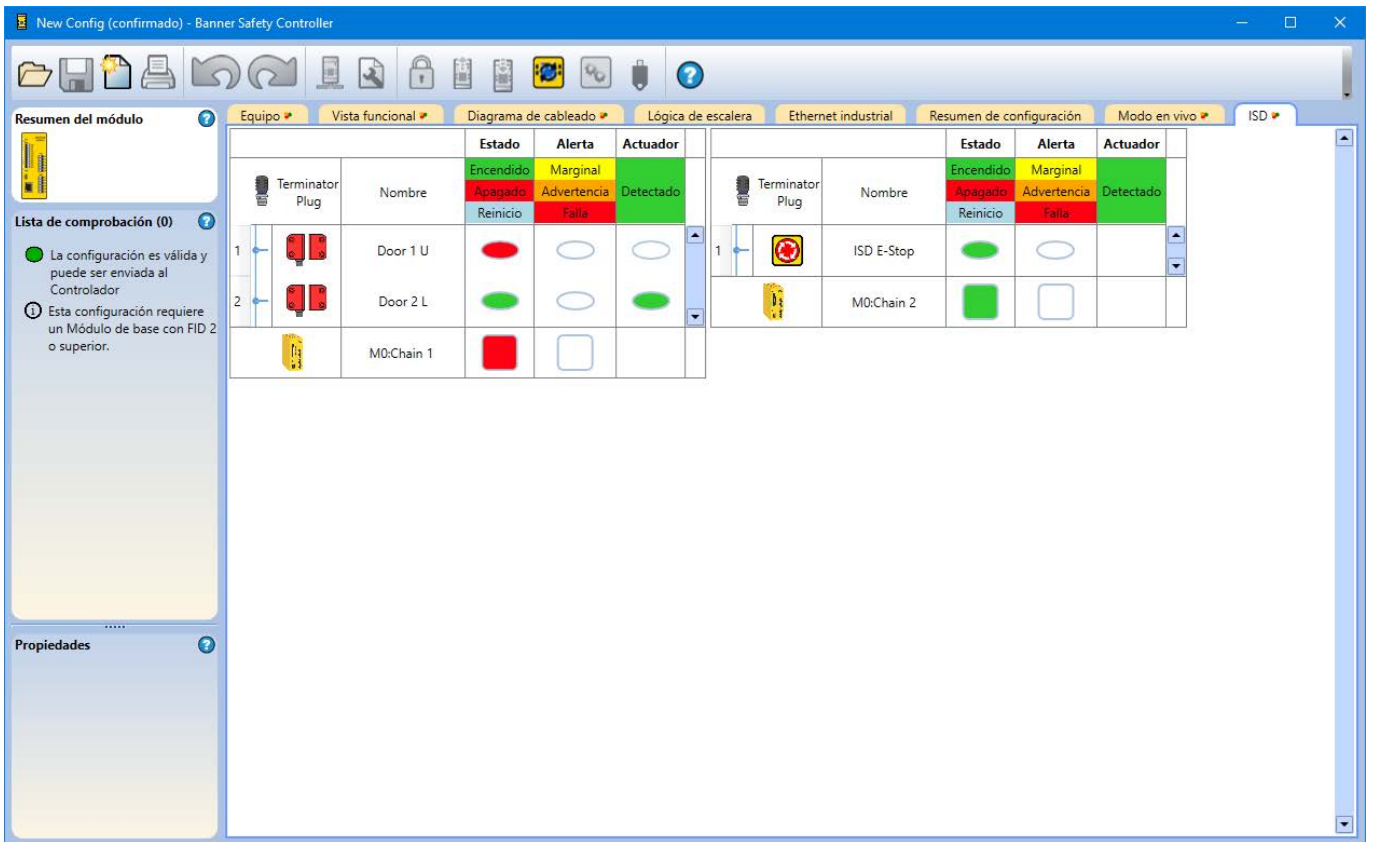 New Config (confirmado) - Banner Safety Controller
Resumen del módulo
Lista de comprobación (0)
La configuración es válida y
puede ser enviada al
Controlador
Esta configuración requiere
un Módulo de base con FID 2
o superior.
Propiedades
Equipo
Vista funcional
Diagrama de cableado
Lógica de escalera
Ethernet industrial
Resumen de configuración
Modo en vivo
ISD
Estado Alerta Actuador
Terminator
Plug
Nombre
Encendido Marginal
Apagado Advertencia Detectado
Reinicio Falla
1 Door 1 U
2 Door 2 L
M0:Chain 1
Estado Alerta Actuador
Terminator
Plug
Nombre
Encendido Marginal
Apagado Advertencia Detectado
Reinicio Falla
1 ISD E-Stop
M0:Chain 2